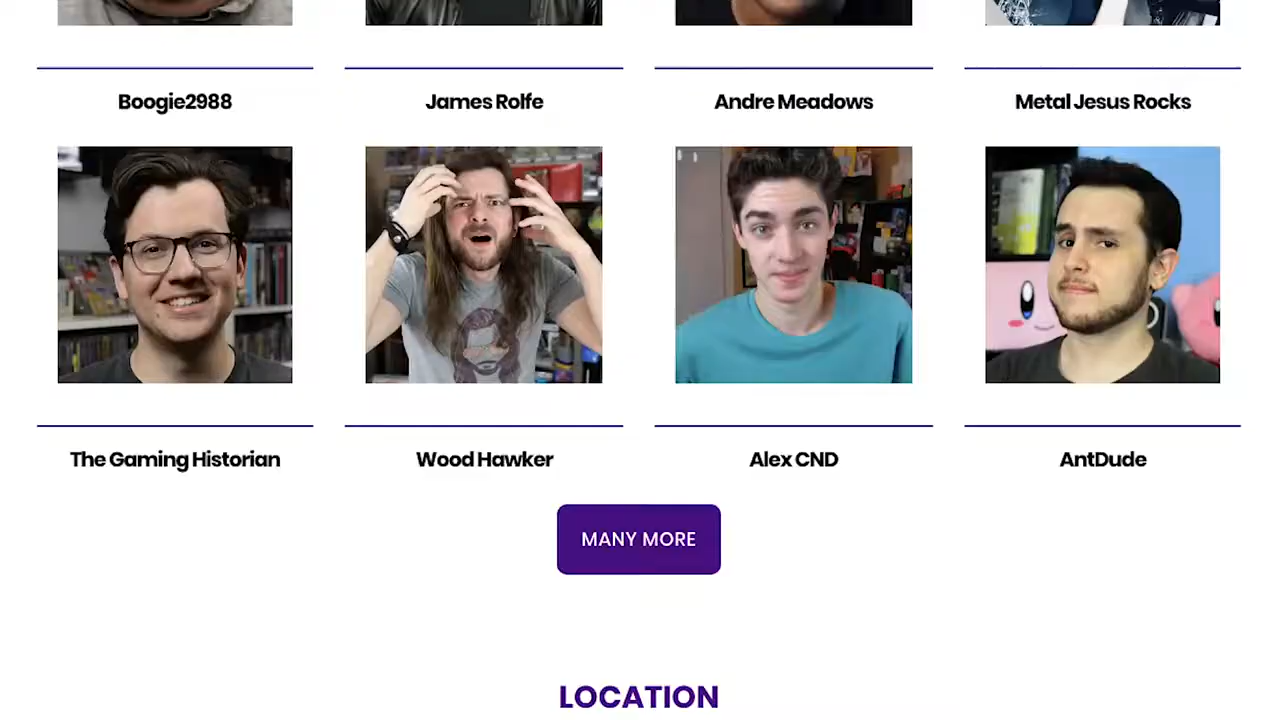 Boogie2988
James Rolfe
Andre Meadows
Metal Jesus Rocks
The Gaming Historian
Wood Hawker
Alex CND
AntDude
MANY MORE
LOCATION